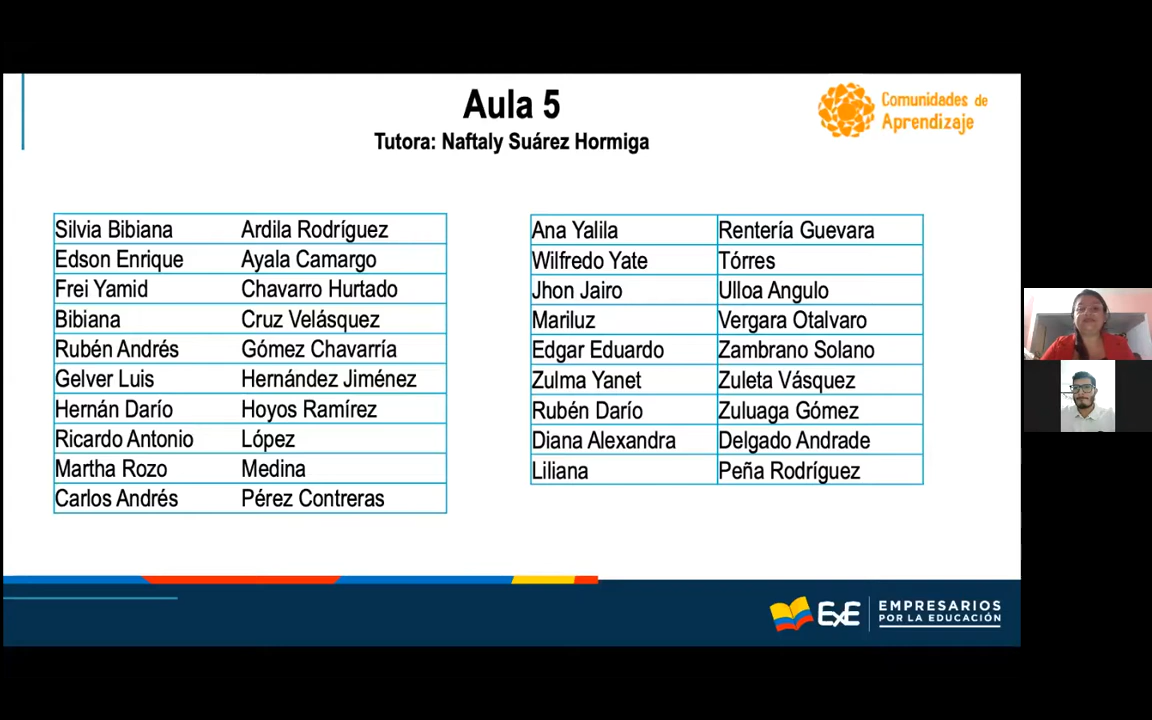 Aula 5
Tutora: Naftaly Suárez Hormiga
Comunidades de
Aprendizaje
Silvia Bibiana Ardila Rodríguez
Edson Enrique Ayala Camargo
Frei Yamid Chavarro Hurtado
Bibiana Cruz Velásquez
Rubén Andrés Gómez Chavarría
Gelver Luis Hernández Jiménez
Hernán Darío Hoyos Ramírez
Ricardo Antonio López
Martha Rozo Medina
Carlos Andrés Pérez Contreras
Ana Yalila Rentería Guevara
Wilfredo Yate Tórres
Jhon Jairo Ulloa Angulo
Mariluz Vergara Otalvaro
Edgar Eduardo Zambrano Solano
Zulma Yanet Zuleta Vásquez
Rubén Darío Zuluaga Gómez
Diana Alexandra Delgado Andrade
Liliana Peña Rodríguez
ExE
EMPRESARIOS
POR LA EDUCACIÓN